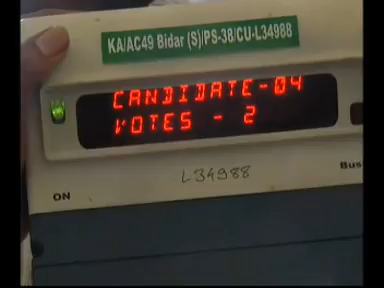 KA/AC49 Bidar (S)/PS-38/CU-L34988
CANDIDATE-04
VOTES - 2
L34988
ON
Bus